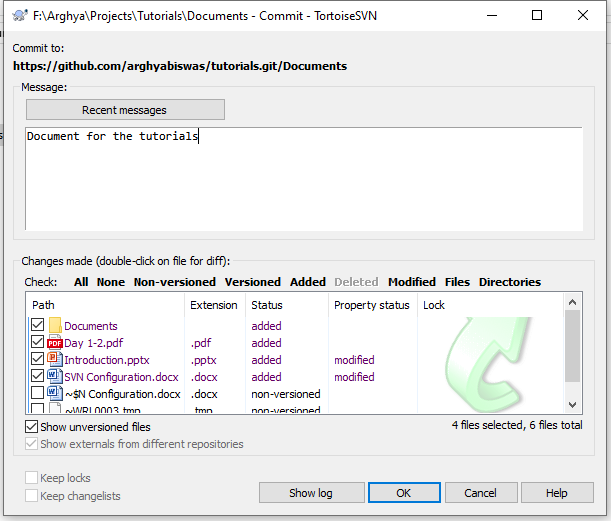 F:\Arghya\Projects\Tutorials\Documents - Commit - TortoiseSVN
Commit to:
https://github.com/arghyabiswas/tutorials.git/Documents
Message:
Recent messages
Document for the tutorials
Changes made (double-click on file for diff):
Check: All None Non-versioned Versioned Added Deleted Modified Files Directories
Path Extension Status Property status Lock
Documents added
PDF Day 1-2.pdf .pdf added
Introduction.pptx .pptx added modified
SVN Configuration.docx .docx added modified
~$N Configuration.docx .docx non-versioned
~WRL0003.tmp .tmp non-versioned
Show unversioned files 4 files selected, 6 files total
Show externals from different repositories
Keep locks
Keep changelists
Show log OK Cancel Help